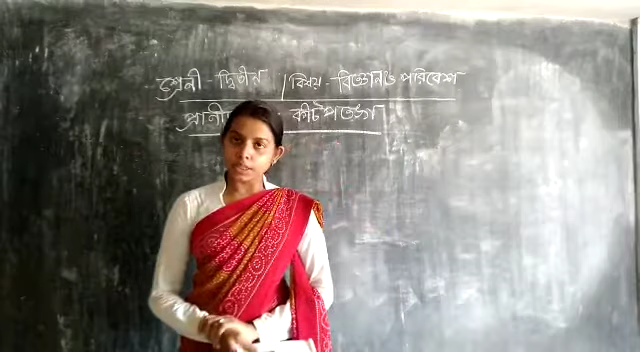 শ্রেনী - দ্বিতীয় | বিষয় - বিজ্ঞান ও পরিবেশ
প্রানী কীটপতঙ্গ